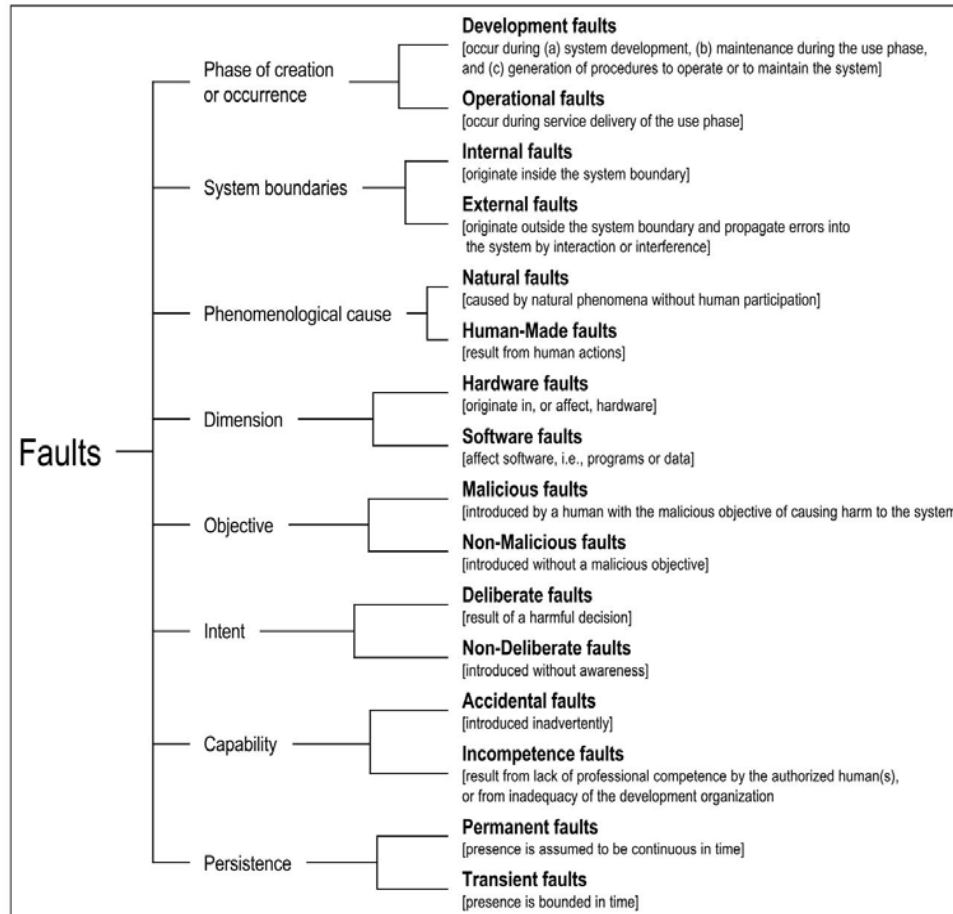 Faults
Phase of creation
or occurrence
Development faults
[occur during (a) system development, (b) maintenance during the use phase,
and (c) generation of procedures to operate or to maintain the system]
Operational faults
[occur during service delivery of the use phase]
System boundaries
Internal faults
[originate inside the system boundary]
External faults
[originate outside the system boundary and propagate errors into
the system by interaction or interference]
Phenomenological cause
Natural faults
[caused by natural phenomena without human participation]
Human-Made faults
[result from human actions]
Dimension
Hardware faults
[originate in, or affect, hardware]
Software faults
[affect software, i.e., programs or data]
Objective
Malicious faults
[introduced by a human with the malicious objective of causing harm to the system
Non-Malicious faults
[introduced without a malicious objective]
Intent
Deliberate faults
[result of a harmful decision]
Non-Deliberate faults
[introduced without awareness]
Capability
Accidental faults
[introduced inadvertently]
Incompetence faults
[result from lack of professional competence by the authorized human(s),
or from inadequacy of the development organization
Persistence
Permanent faults
[presence is assumed to be continuous in time]
Transient faults
[presence is bounded in time]